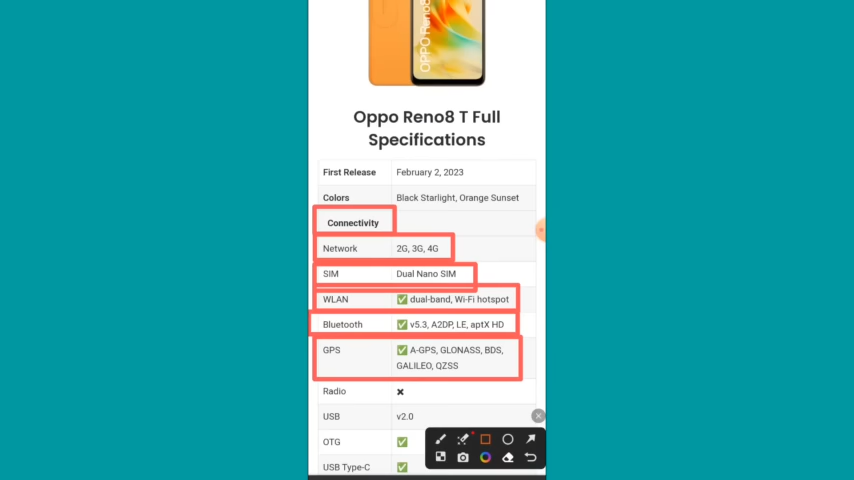 OPPO Reno8
Oppo Reno8 T Full
Specifications
First Release February 2, 2023
Colors Black Starlight, Orange Sunset
Connectivity
Network 2G, 3G, 4G
SIM Dual Nano SIM
WLAN ✅ dual-band, Wi-Fi hotspot
Bluetooth ✅ v5.3, A2DP, LE, aptX HD
GPS ✅ A-GPS, GLONASS, BDS,
GALILEO, QZSS
Radio ✖
USB v2.0
OTG ✅
USB Type-C ✅